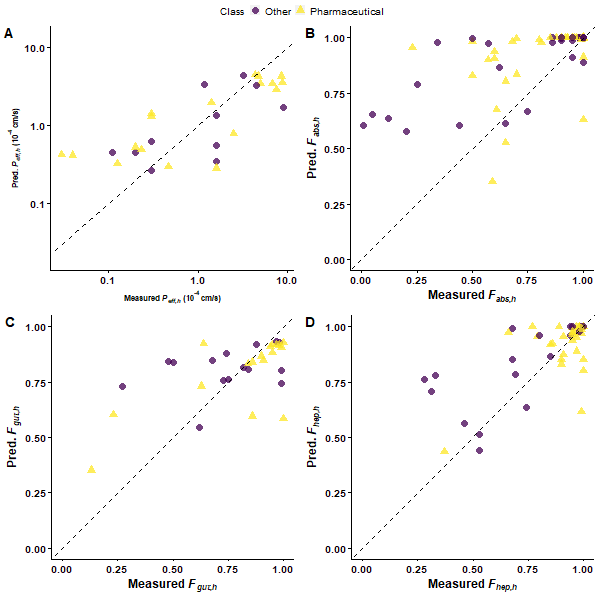 Class Other Pharmaceutical
A
10.0
1.0
0.1
Pred. Peff,h (10⁻⁴ cm/s)
0.1 1.0 10.0
Measured Peff,h (10⁻⁴ cm/s)
B
1.00
0.75
0.50
0.25
0.00
Pred. Fabs,h
0.00 0.25 0.50 0.75 1.00
Measured Fabs,h
C
1.00
0.75
0.50
0.25
0.00
Pred. Fgut,h
0.00 0.25 0.50 0.75 1.00
Measured Fgut,h
D
1.00
0.75
0.50
0.25
0.00
Pred. Fhep,h
0.00 0.25 0.50 0.75 1.00
Measured Fhep,h